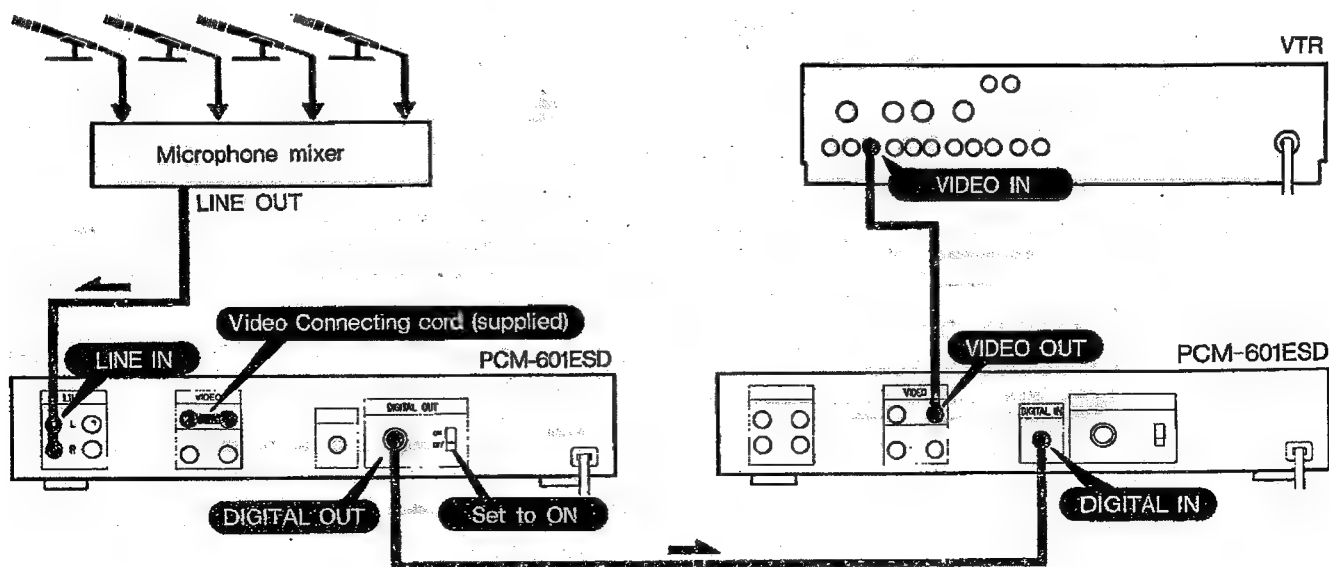 VTR
Microphone mixer
LINE OUT
VIDEO IN
Video Connecting cord (supplied)
LINE IN
PCM-601ESD
VIDEO OUT
PCM-601ESD
VIDEO
DIGITAL OUT
VIDEO
DIGITAL IN
L
R
ON
OFF
DIGITAL OUT
Set to ON
DIGITAL IN